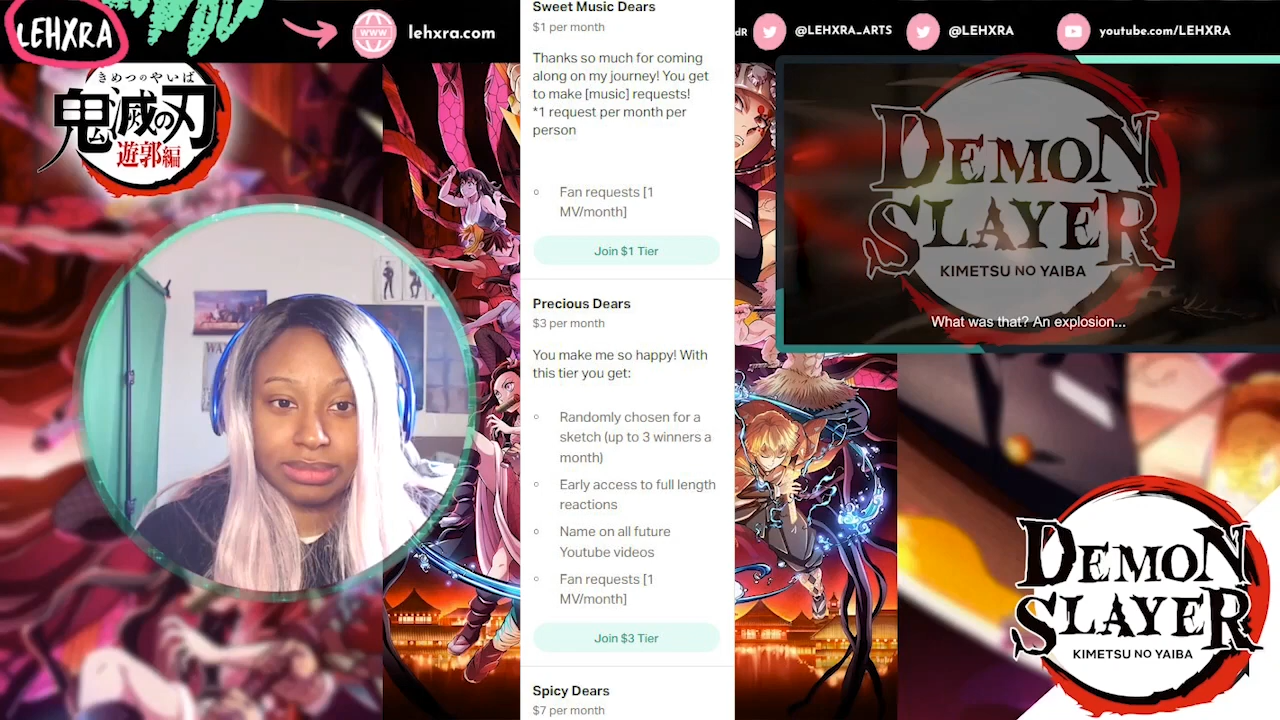 LEHXRA
www
lehxra.com
dR
@LEHXRA_ARTS
@LEHXRA
youtube.com/LEHXRA
きめつのやいば
鬼滅の刃
遊郭編
WA
Sweet Music Dears
$1 per month
Thanks so much for coming
along on my journey! You get
to make [music] requests!
*1 request per month per
person
Fan requests [1
MV/month]
Join $1 Tier
Precious Dears
$3 per month
You make me so happy! With
this tier you get:
Randomly chosen for a
sketch (up to 3 winners a
month)
Early access to full length
reactions
Name on all future
Youtube videos
Fan requests [1
MV/month]
Join $3 Tier
Spicy Dears
$7 per month
DEMON
SLAYER
KIMETSU NO YAIBA
What was that? An explosion...
DEMON
SLAYER
KIMETSU NO YAIBA